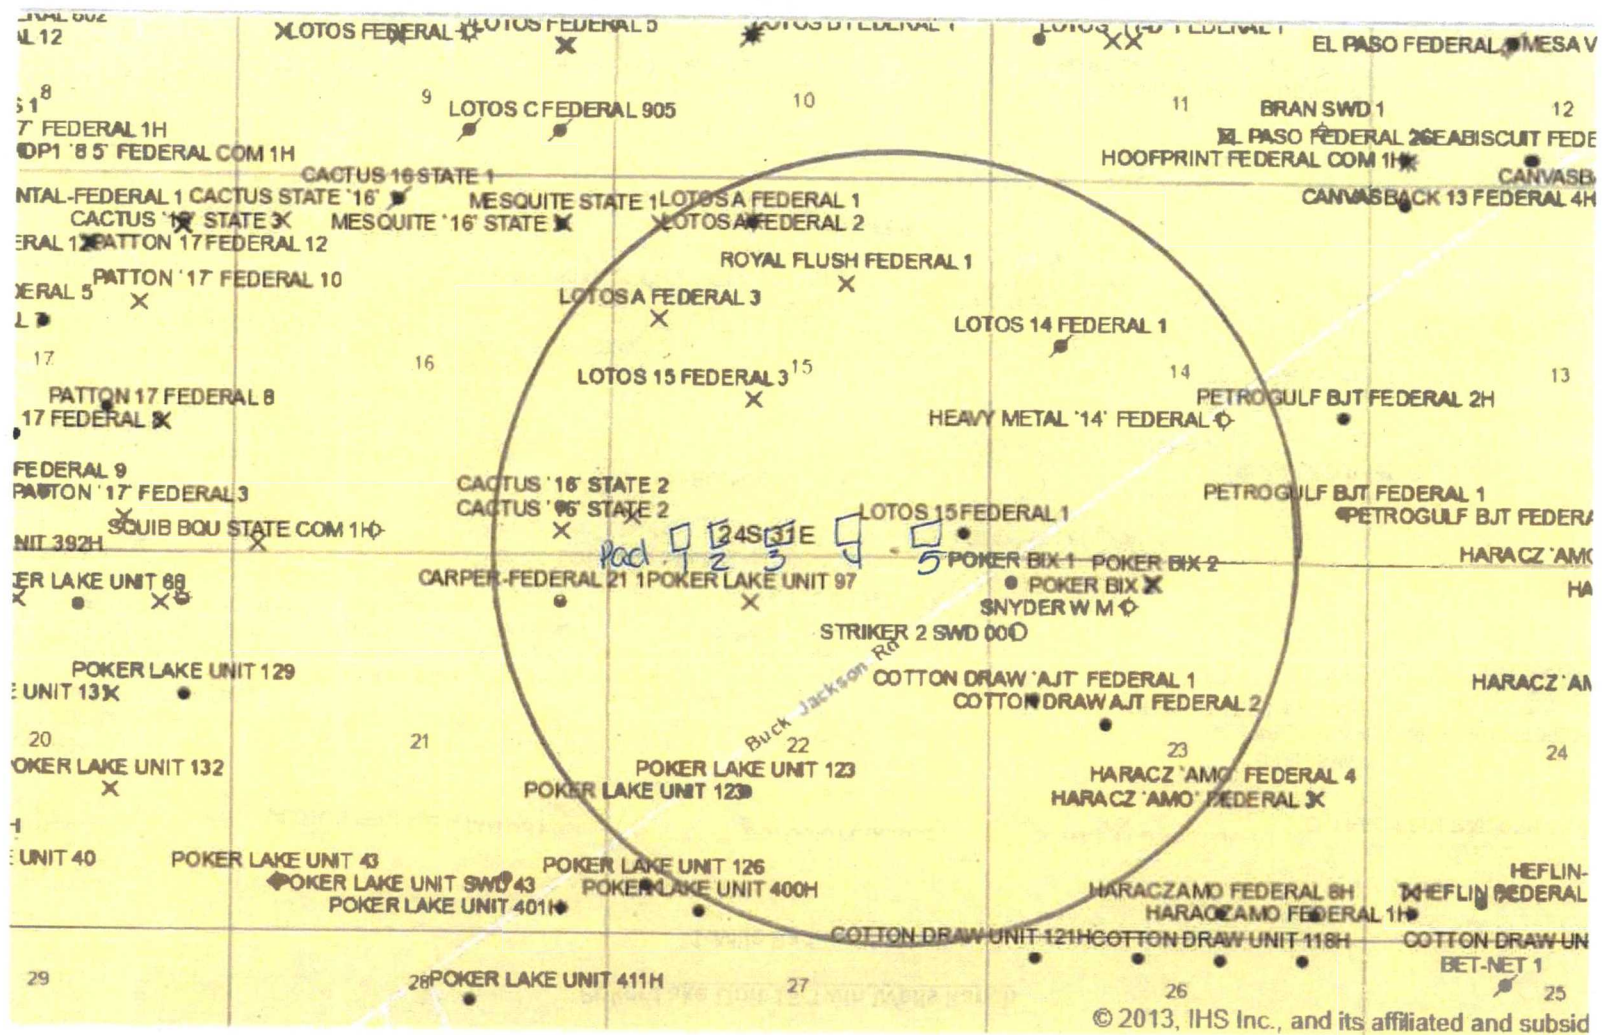 AL 12
LOTOS FEDERAL
LOTOS FEDERAL 5
LOTOS D FEDERAL 1
EL PASO FEDERAL
MESA V
8
9
10
11
12
LOTOS C FEDERAL 905
BRAN SWD 1
7' FEDERAL 1H
EL PASO FEDERAL 26
SEABISCUIT FEDE
DP1 '8 5' FEDERAL COM 1H
HOOFPRINT FEDERAL COM 1H
CACTUS 16 STATE 1
CANVASB
NTAL-FEDERAL 1
CACTUS STATE '16'
MESQUITE STATE 1
LOTOS A FEDERAL 1
CANVASBACK 13 FEDERAL 4H
CACTUS '16' STATE 3
MESQUITE '16' STATE
LOTOS A FEDERAL 2
ERAL 12
PATTON 17 FEDERAL 12
ROYAL FLUSH FEDERAL 1
PATTON '17' FEDERAL 10
DERAL 5
LOTOS A FEDERAL 3
L 7
LOTOS 14 FEDERAL 1
17
16
15
14
13
LOTOS 15 FEDERAL 3
PATTON 17 FEDERAL 8
PETROGULF BJT FEDERAL 2H
17 FEDERAL
HEAVY METAL '14' FEDERAL
FEDERAL 9
CACTUS '16' STATE 2
PATTON '17' FEDERAL 3
PETROGULF BJT FEDERAL 1
CACTUS '16' STATE 2
LOTOS 15 FEDERAL 1
PETROGULF BJT FEDERA
SQUIB BOU STATE COM 1H
24S 31E
NIT 392H
Pad 1 2 3 4 5
POKER BIX 1
POKER BIX 2
HARACZ 'AMO
ER LAKE UNIT 68
CARPER-FEDERAL 21 1
POKER LAKE UNIT 97
POKER BIX
HA
SNYDER W M
STRIKER 2 SWD 00
Buck Jackson Rd
POKER LAKE UNIT 129
COTTON DRAW 'AJT' FEDERAL 1
HARACZ 'AM
E UNIT 131
COTTON DRAW AJT FEDERAL 2
20
21
22
23
24
OKER LAKE UNIT 132
POKER LAKE UNIT 123
HARACZ 'AMO' FEDERAL 4
POKER LAKE UNIT 123
HARACZ 'AMO' FEDERAL 3
H
E UNIT 40
POKER LAKE UNIT 43
POKER LAKE UNIT 126
HEFLIN-
POKER LAKE UNIT SWD 43
POKER LAKE UNIT 400H
HARACZ AMO FEDERAL 8H
HEFLIN FEDERAL
POKER LAKE UNIT 401H
HARACZ AMO FEDERAL 1H
COTTON DRAW UNIT 121H
COTTON DRAW UNIT 118H
COTTON DRAW UN
BET-NET 1
29
28
POKER LAKE UNIT 411H
27
26
25
© 2013, IHS Inc., and its affiliated and subsid